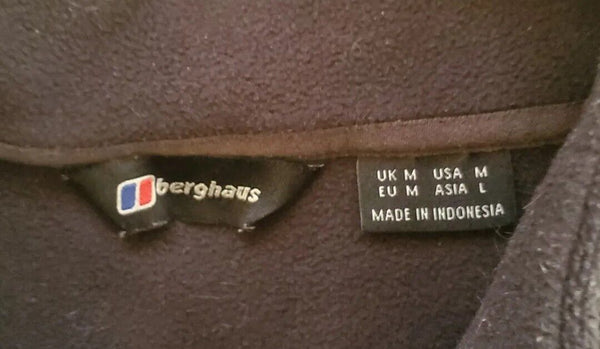 berghaus
UK M USA M
EU M ASIA L
MADE IN INDONESIA